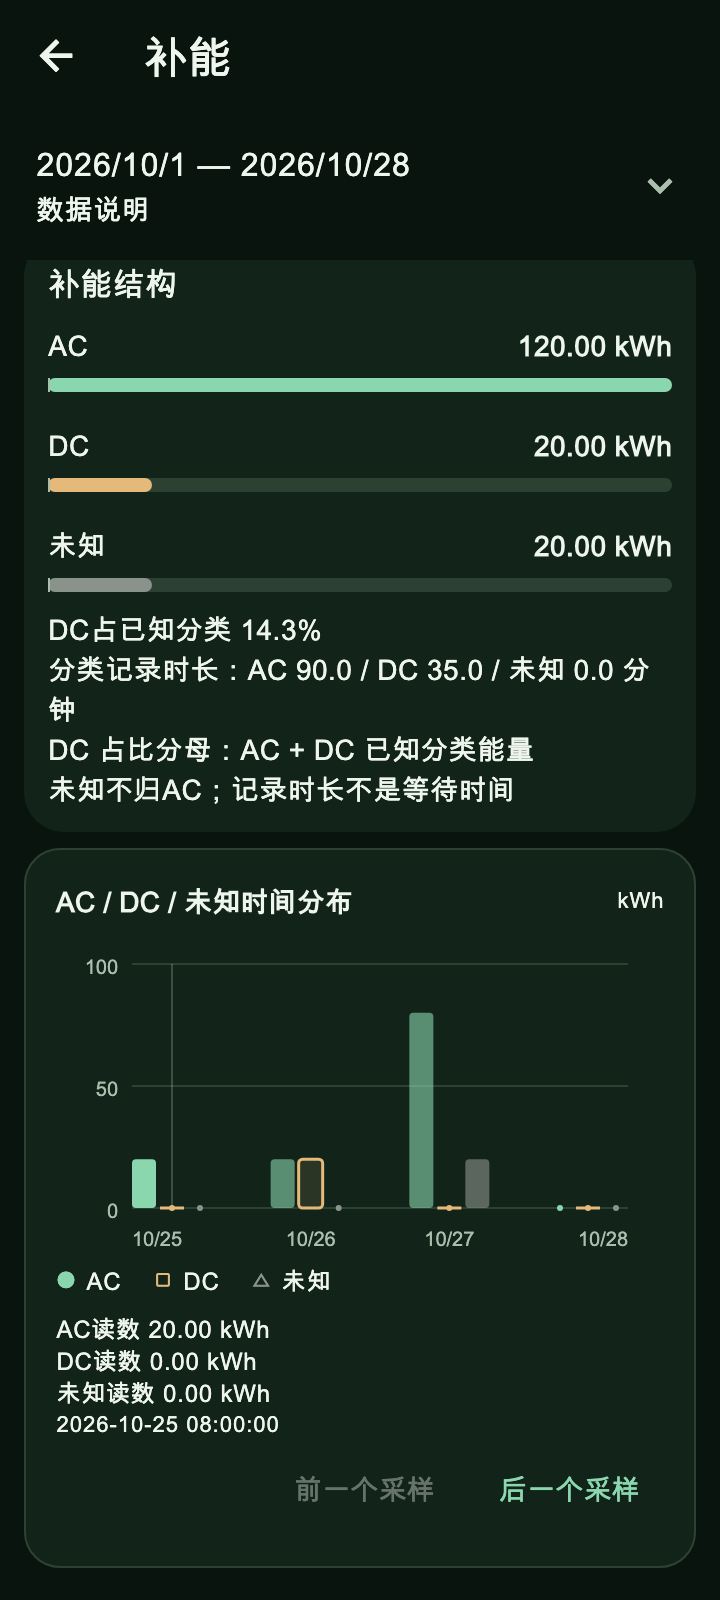 补能
2026/10/1 — 2026/10/28
数据说明
补能结构
AC 120.00 kWh
DC 20.00 kWh
未知 20.00 kWh
DC占已知分类 14.3%
分类记录时长：AC 90.0 / DC 35.0 / 未知 0.0 分
钟
DC 占比分母：AC + DC 已知分类能量
未知不归AC；记录时长不是等待时间
AC / DC / 未知时间分布 kWh
100
50
0
10/25 10/26 10/27 10/28
AC DC 未知
AC读数 20.00 kWh
DC读数 0.00 kWh
未知读数 0.00 kWh
2026-10-25 08:00:00
前一个采样 后一个采样